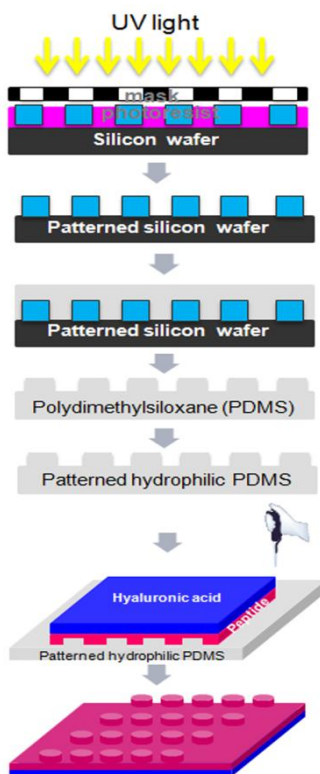 UV light
mask
photoresist
Silicon wafer
Patterned silicon wafer
Patterned silicon wafer
Polydimethylsiloxane (PDMS)
Patterned hydrophilic PDMS
Hyaluronic acid
Peptide
Patterned hydrophilic PDMS